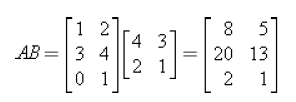 AB = [1 2; 3 4; 0 1] [4 3; 2 1] = [8 5; 20 13; 2 1]